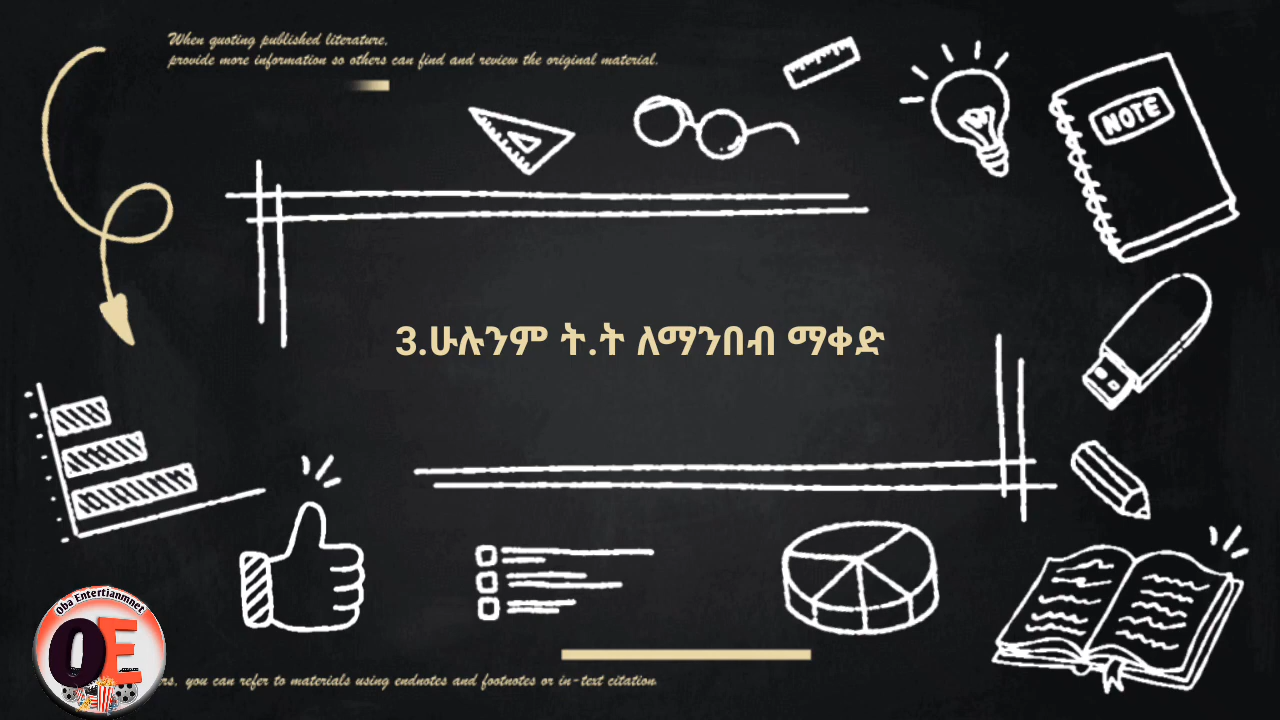 When quoting published literature,
provide more information so others can find and review the original material.
NOTE
3.ሁሉንም ት.ት ለማንበብ ማቀድ
Oba Entertianmnet
OE
you can refer to materials using endnotes and footnotes or in-text citation